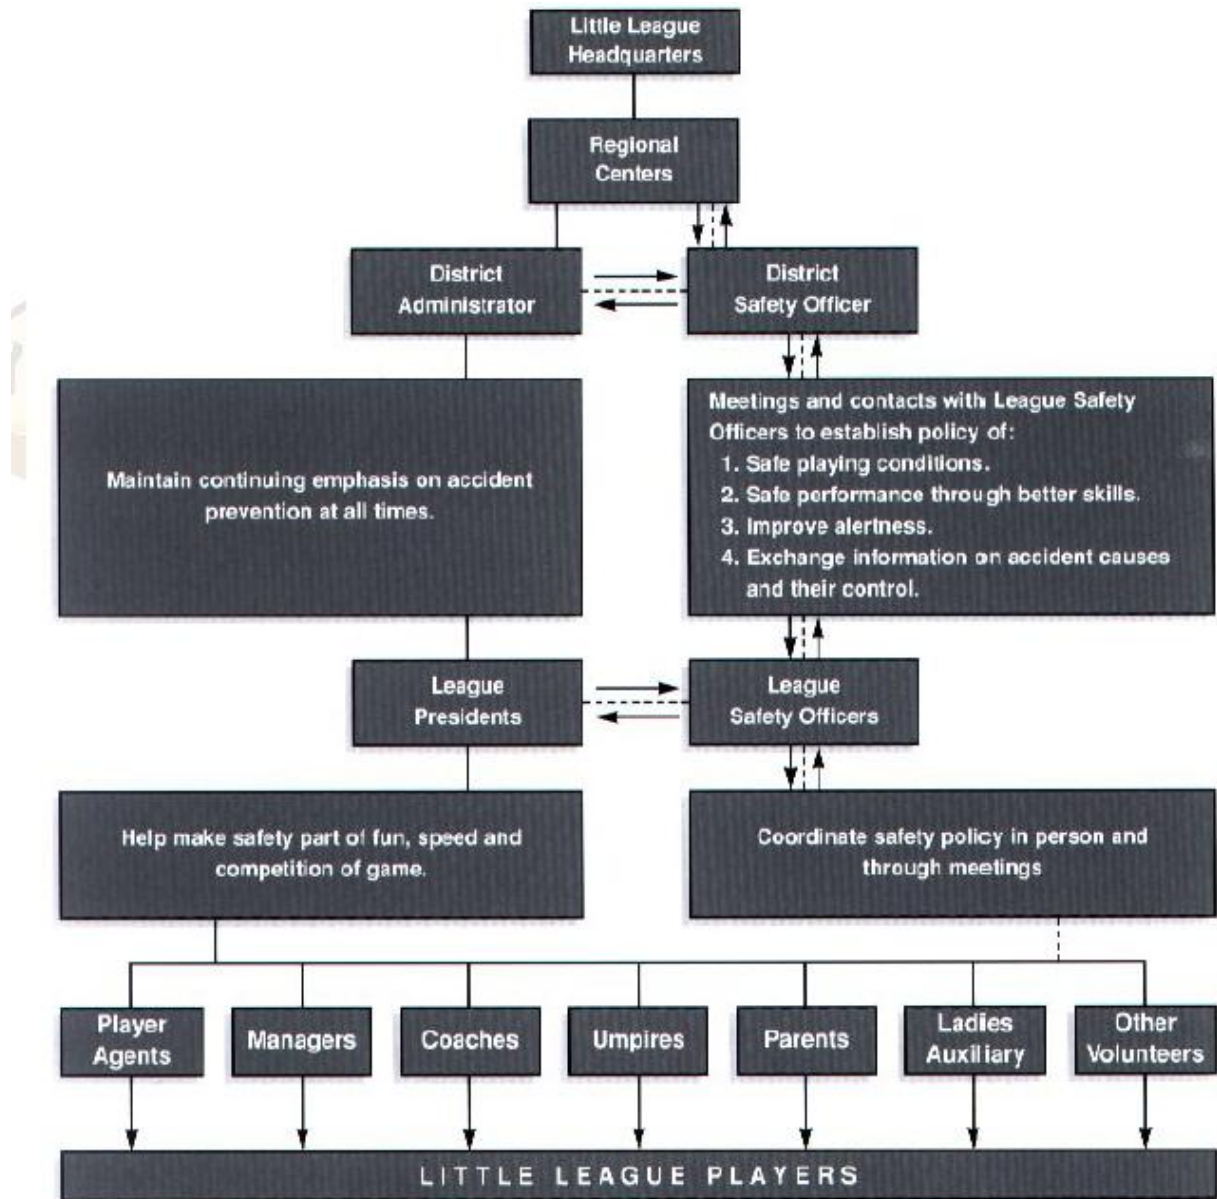 Little League
Headquarters
Regional
Centers
District
Administrator
District
Safety Officer
Maintain continuing emphasis on accident
prevention at all times.
Meetings and contacts with League Safety
Officers to establish policy of:
1. Safe playing conditions.
2. Safe performance through better skills.
3. Improve alertness.
4. Exchange information on accident causes
and their control.
League
Presidents
League
Safety Officers
Help make safety part of fun, speed and
competition of game.
Coordinate safety policy in person and
through meetings
Player
Agents
Managers
Coaches
Umpires
Parents
Ladies
Auxiliary
Other
Volunteers
LITTLE LEAGUE PLAYERS